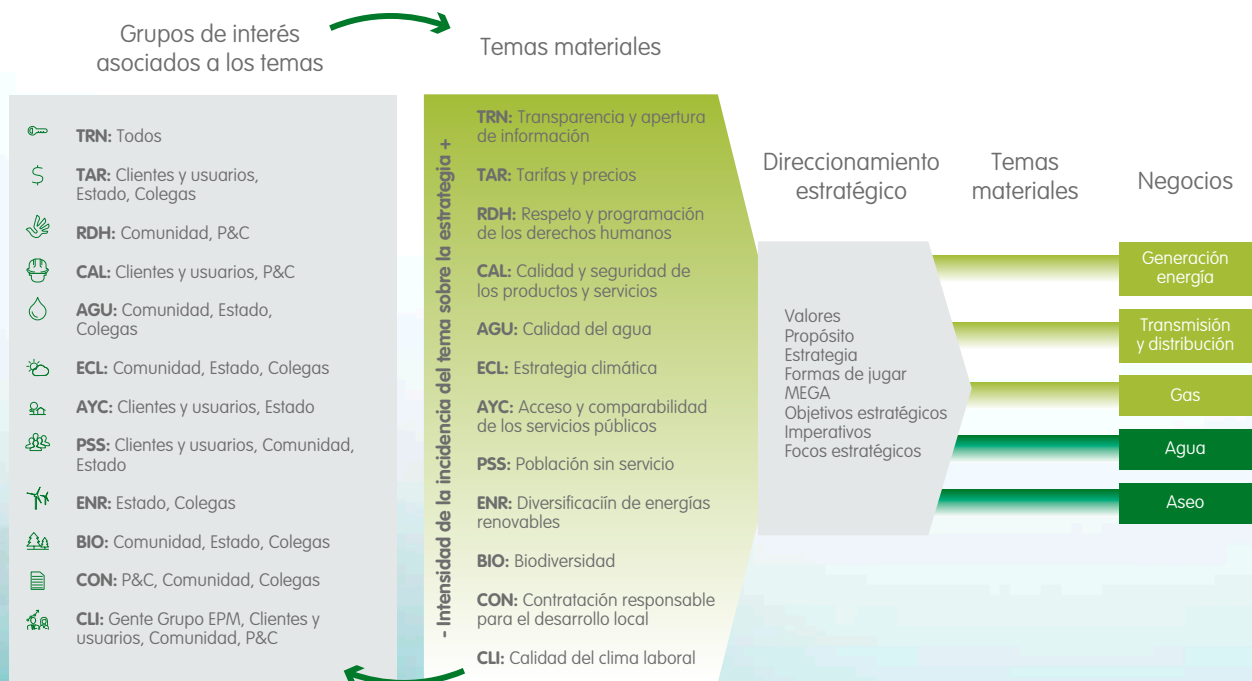 Grupos de interés
asociados a los temas
TRN: Todos
TAR: Clientes y usuarios,
Estado, Colegas
RDH: Comunidad, P&C
CAL: Clientes y usuarios, P&C
AGU: Comunidad, Estado,
Colegas
ECL: Comunidad, Estado, Colegas
AYC: Clientes y usuarios, Estado
PSS: Clientes y usuarios, Comunidad,
Estado
ENR: Estado, Colegas
BIO: Comunidad, Estado, Colegas
CON: P&C, Comunidad, Colegas
CLI: Gente Grupo EPM, Clientes y
usuarios, Comunidad, P&C
Temas materiales
- Intensidad de la incidencia del tema sobre la estrategia +
TRN: Transparencia y apertura
de información
TAR: Tarifas y precios
RDH: Respeto y programación
de los derechos humanos
CAL: Calidad y seguridad de
los productos y servicios
AGU: Calidad del agua
ECL: Estrategia climática
AYC: Acceso y comparabilidad
de los servicios públicos
PSS: Población sin servicio
ENR: Diversificaciín de energías
renovables
BIO: Biodiversidad
CON: Contratación responsable
para el desarrollo local
CLI: Calidad del clima laboral
Direccionamiento
estratégico
Valores
Propósito
Estrategia
Formas de jugar
MEGA
Objetivos estratégicos
Imperativos
Focos estratégicos
Temas
materiales
Negocios
Generación
energía
Transmisión
y distribución
Gas
Agua
Aseo